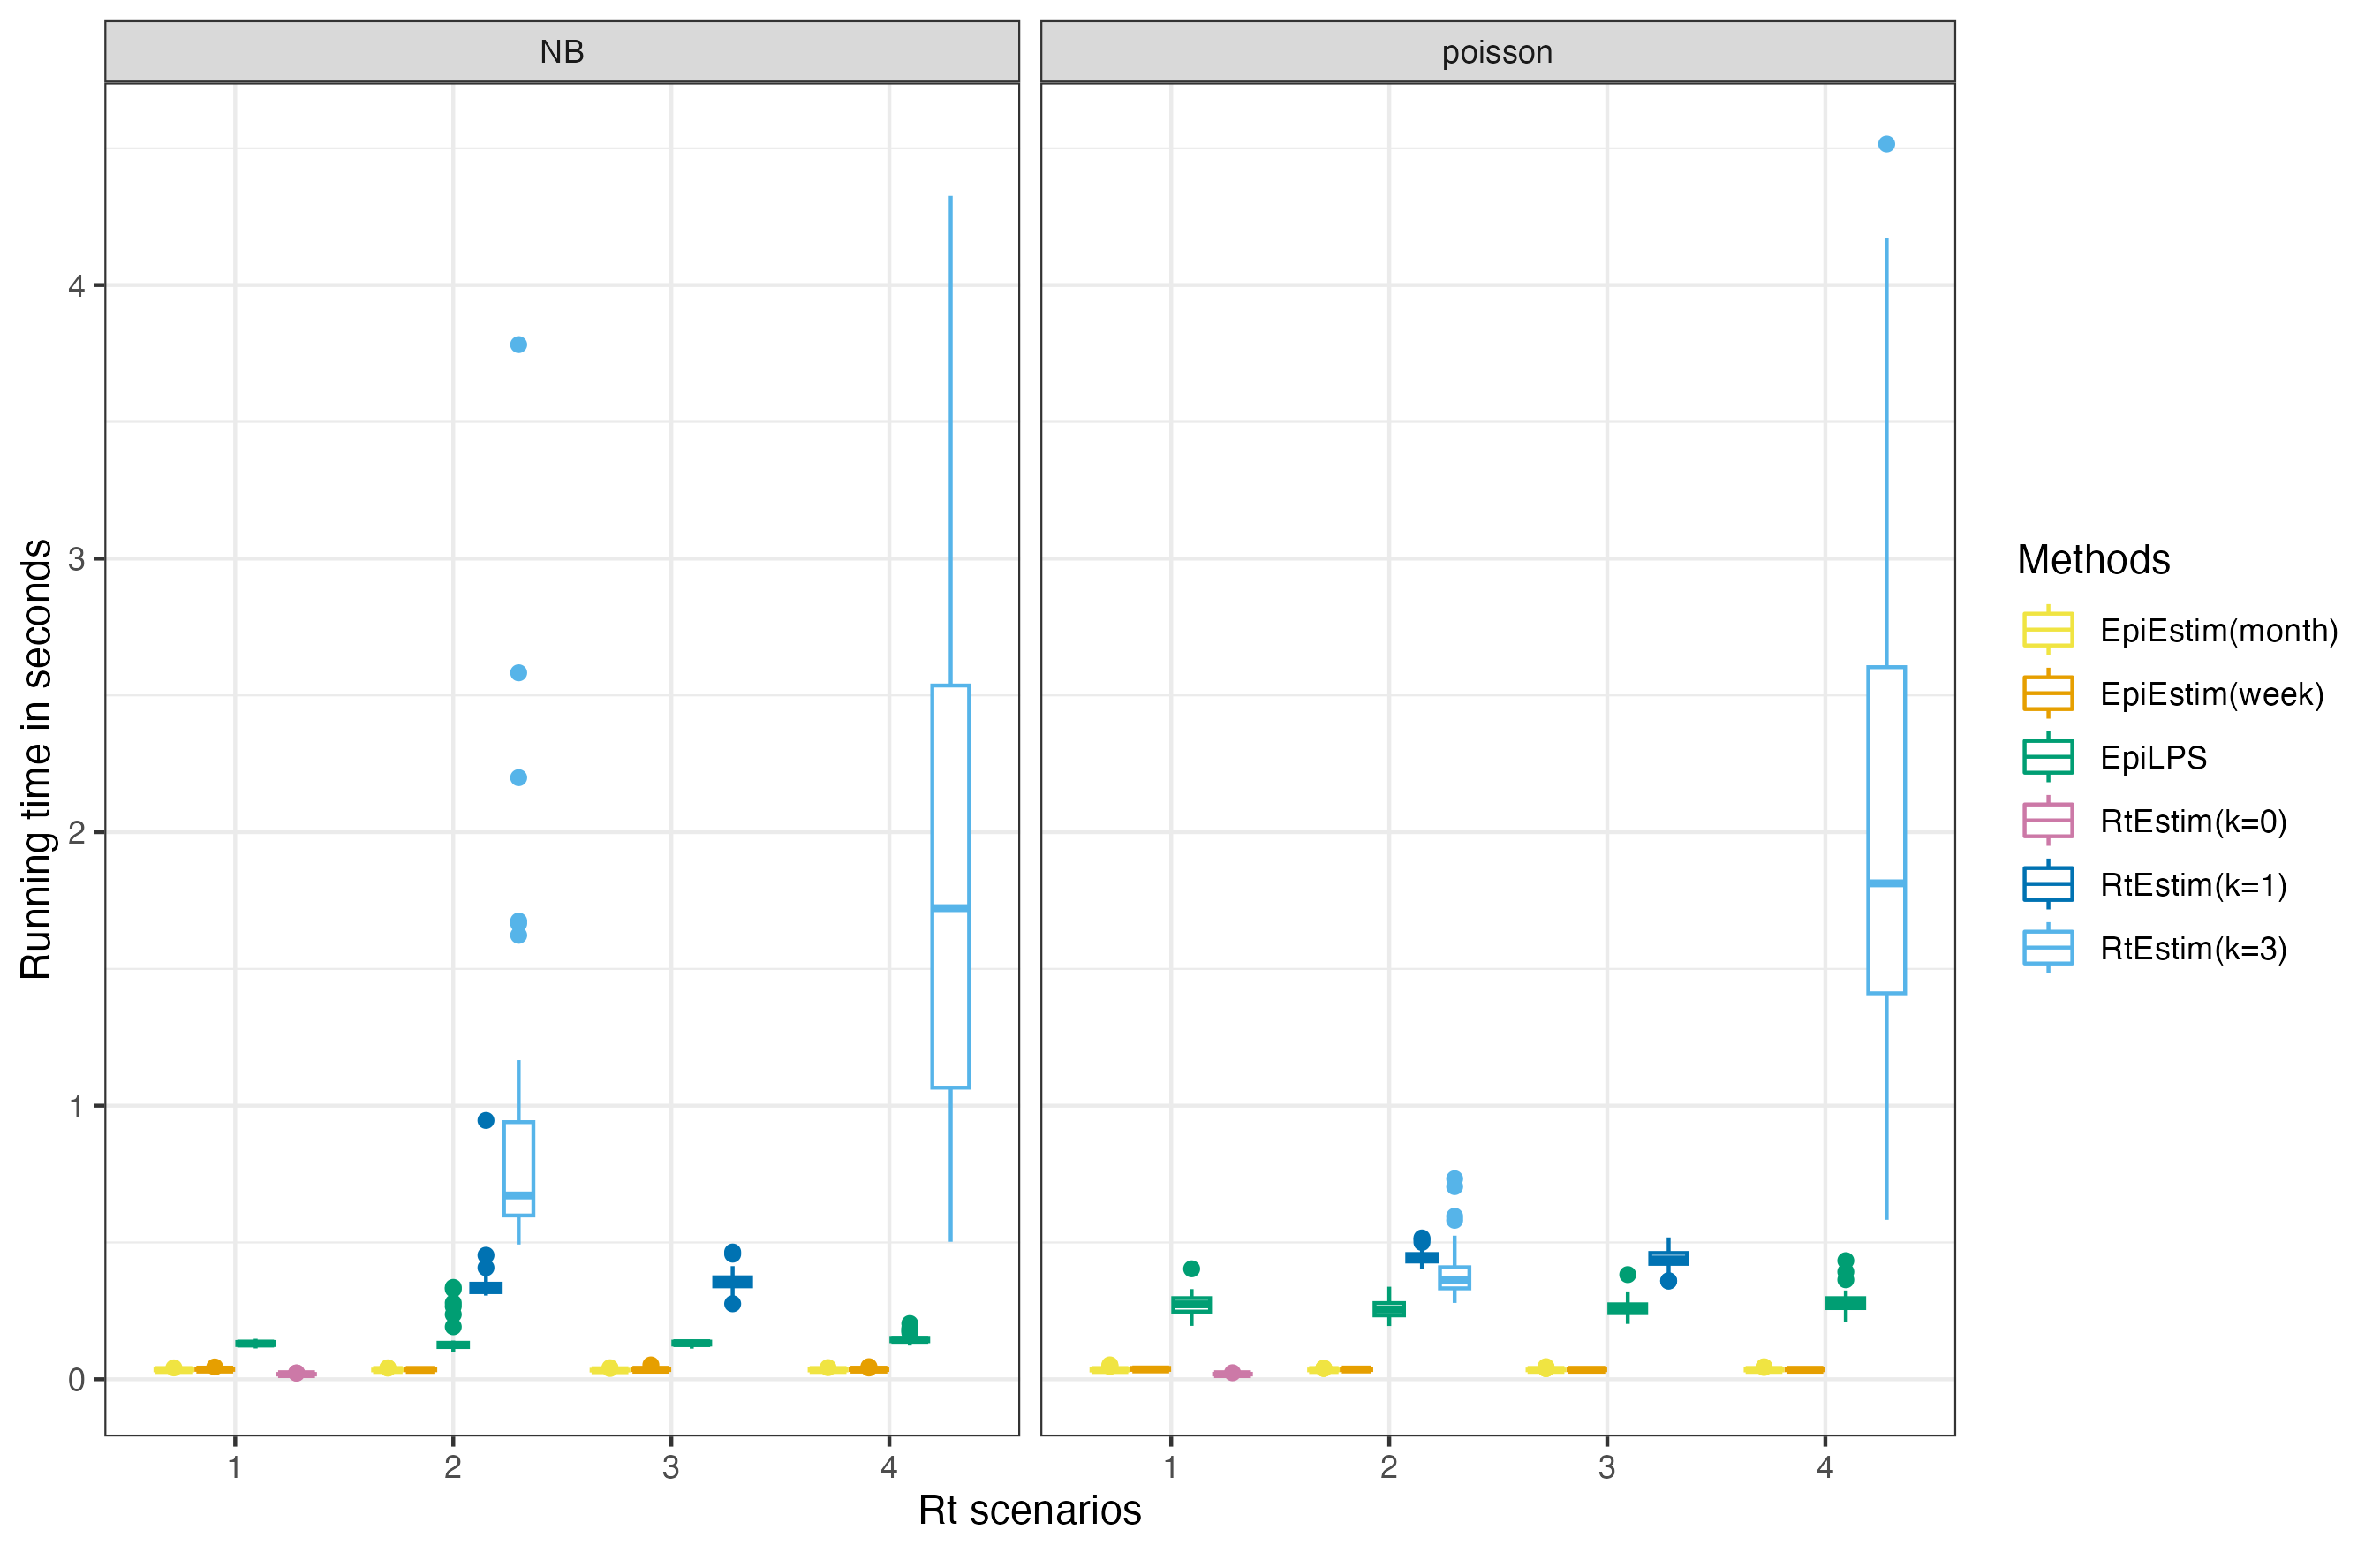 NB
poisson
Running time in seconds
4
3
2
1
0
1 2 3 4
1 2 3 4
Rt scenarios
Methods
EpiEstim(month)
EpiEstim(week)
EpiLPS
RtEstim(k=0)
RtEstim(k=1)
RtEstim(k=3)